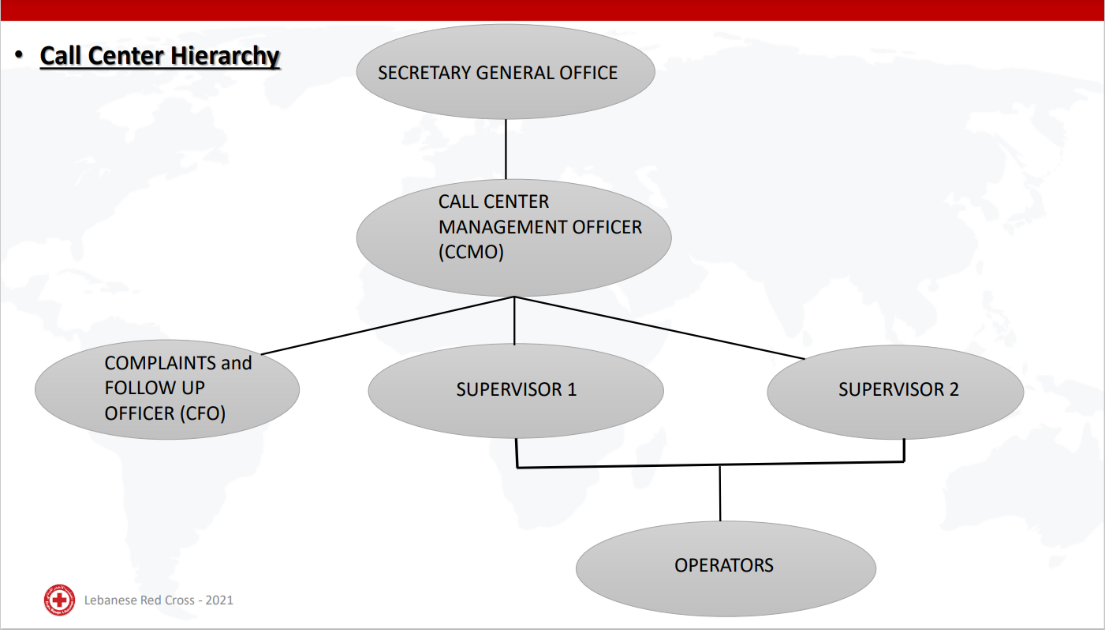 • Call Center Hierarchy
SECRETARY GENERAL OFFICE
CALL CENTER
MANAGEMENT OFFICER
(CCMO)
COMPLAINTS and
FOLLOW UP
OFFICER (CFO)
SUPERVISOR 1
SUPERVISOR 2
OPERATORS
Lebanese Red Cross - 2021